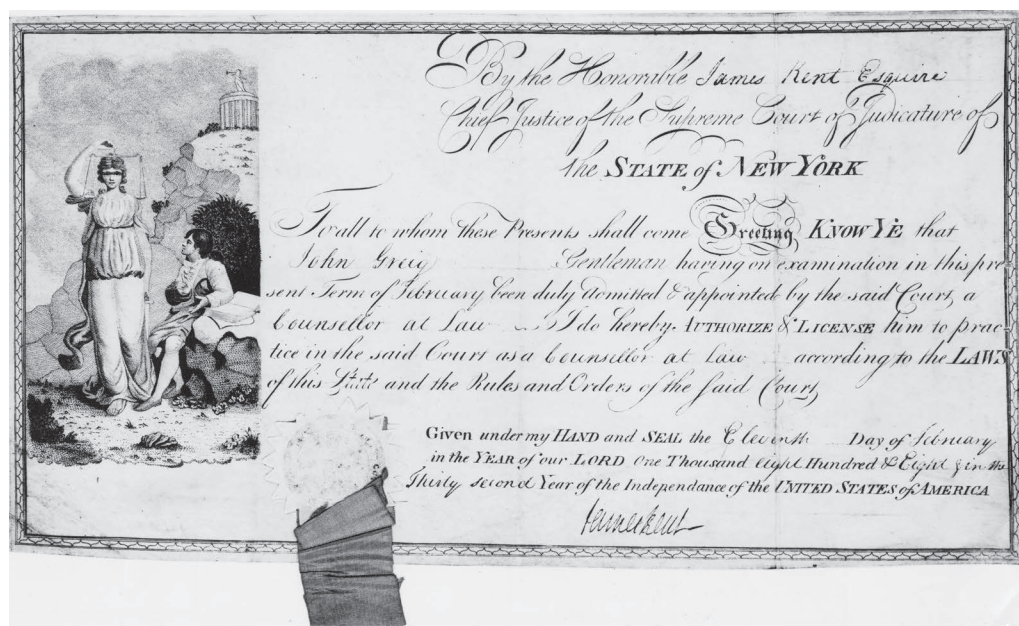 By the Honorable James Kent Esquire
Chief Justice of the Supreme Court of Judicature of
the STATE of NEW YORK
To all to whom these Presents shall come Greeting KNOW YE that
John Greig Gentleman having on examination in this pre-
sent Term of February been duly admitted & appointed by the said Court, a
Counsellor at Law I do hereby AUTHORIZE & LICENSE him to prac-
tice in the said Court as a Counsellor at Law according to the LAWS
of this State and the Rules and Orders of the said Court,
Given under my HAND and SEAL the Eleventh Day of February
in the YEAR of our LORD One Thousand eight Hundred & Eight & in the
Thirty second Year of the Independance of the UNITED STATES of AMERICA
James Kent